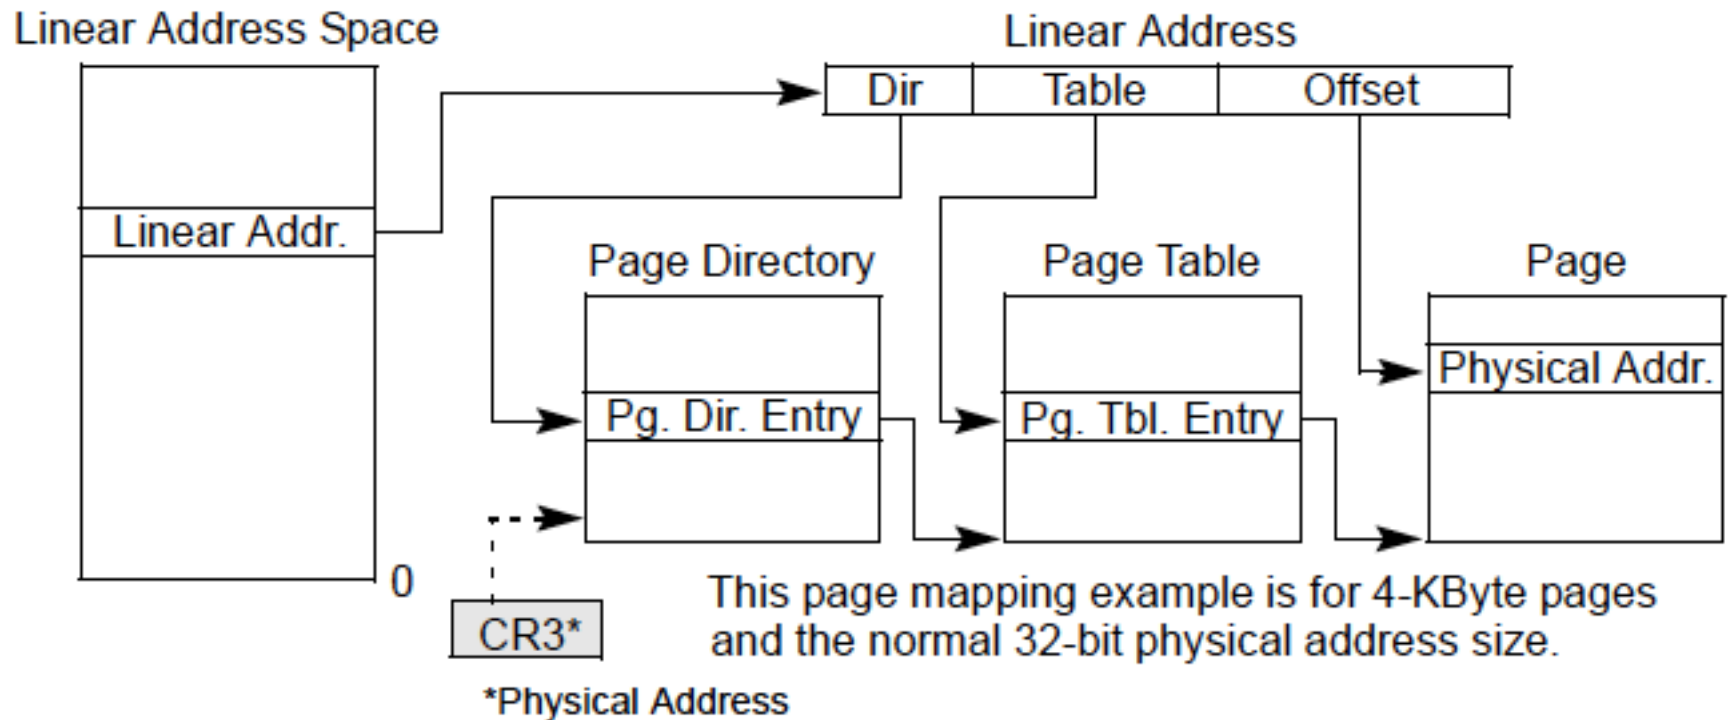 Linear Address Space
Linear Address
Dir
Table
Offset
Linear Addr.
Page Directory
Page Table
Page
Physical Addr.
Pg. Dir. Entry
Pg. Tbl. Entry
0
CR3*
This page mapping example is for 4-KByte pages
and the normal 32-bit physical address size.
*Physical Address